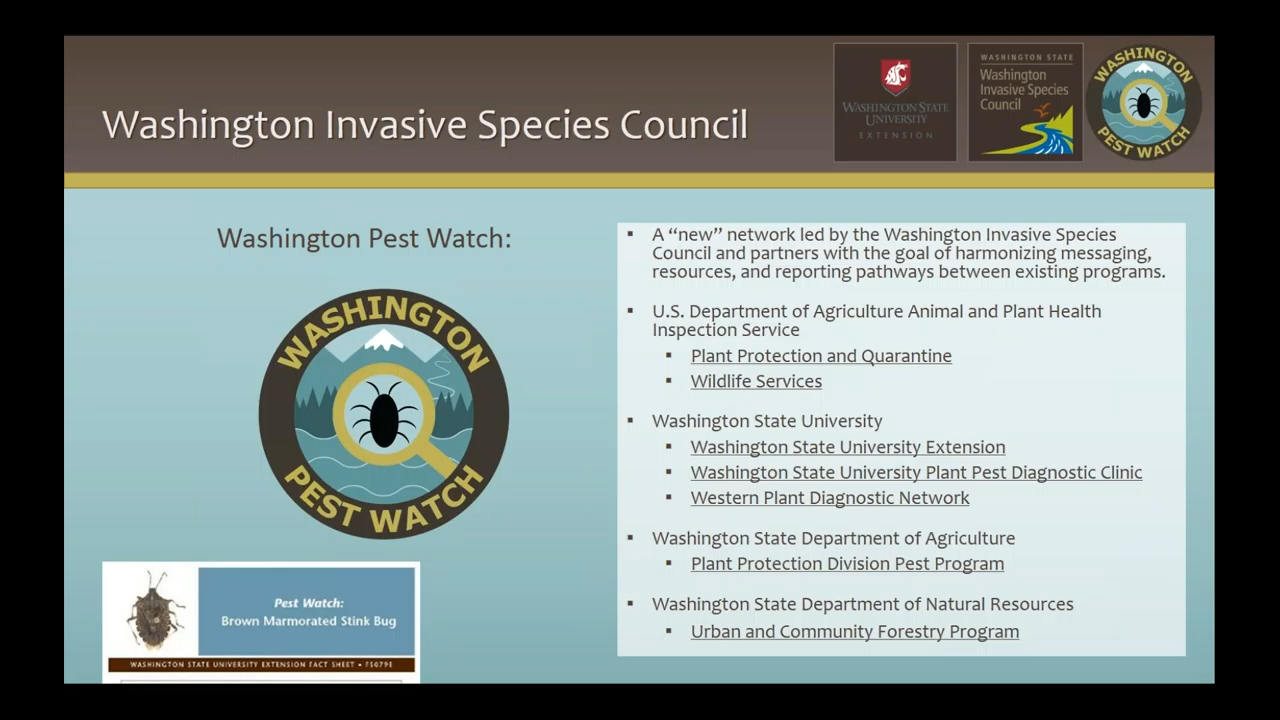 WASHINGTON STATE
UNIVERSITY
EXTENSION
WASHINGTON STATE
Washington
Invasive Species
Council
WASHINGTON
PEST WATCH
Washington Invasive Species Council
Washington Pest Watch:
WASHINGTON
PEST WATCH
Pest Watch:
Brown Marmorated Stink Bug
WASHINGTON STATE UNIVERSITY EXTENSION FACT SHEET • FS079E
▪ A “new” network led by the Washington Invasive Species
Council and partners with the goal of harmonizing messaging,
resources, and reporting pathways between existing programs.
▪ U.S. Department of Agriculture Animal and Plant Health
Inspection Service
▪ Plant Protection and Quarantine
▪ Wildlife Services
▪ Washington State University
▪ Washington State University Extension
▪ Washington State University Plant Pest Diagnostic Clinic
▪ Western Plant Diagnostic Network
▪ Washington State Department of Agriculture
▪ Plant Protection Division Pest Program
▪ Washington State Department of Natural Resources
▪ Urban and Community Forestry Program